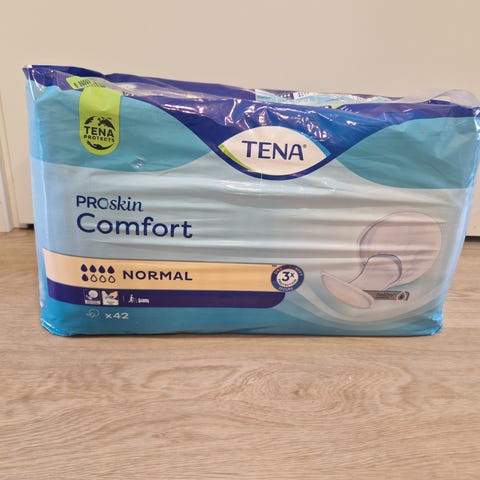 TENA
PROTECTS
TENA®
PROskin
Comfort
NORMAL
3x
x42